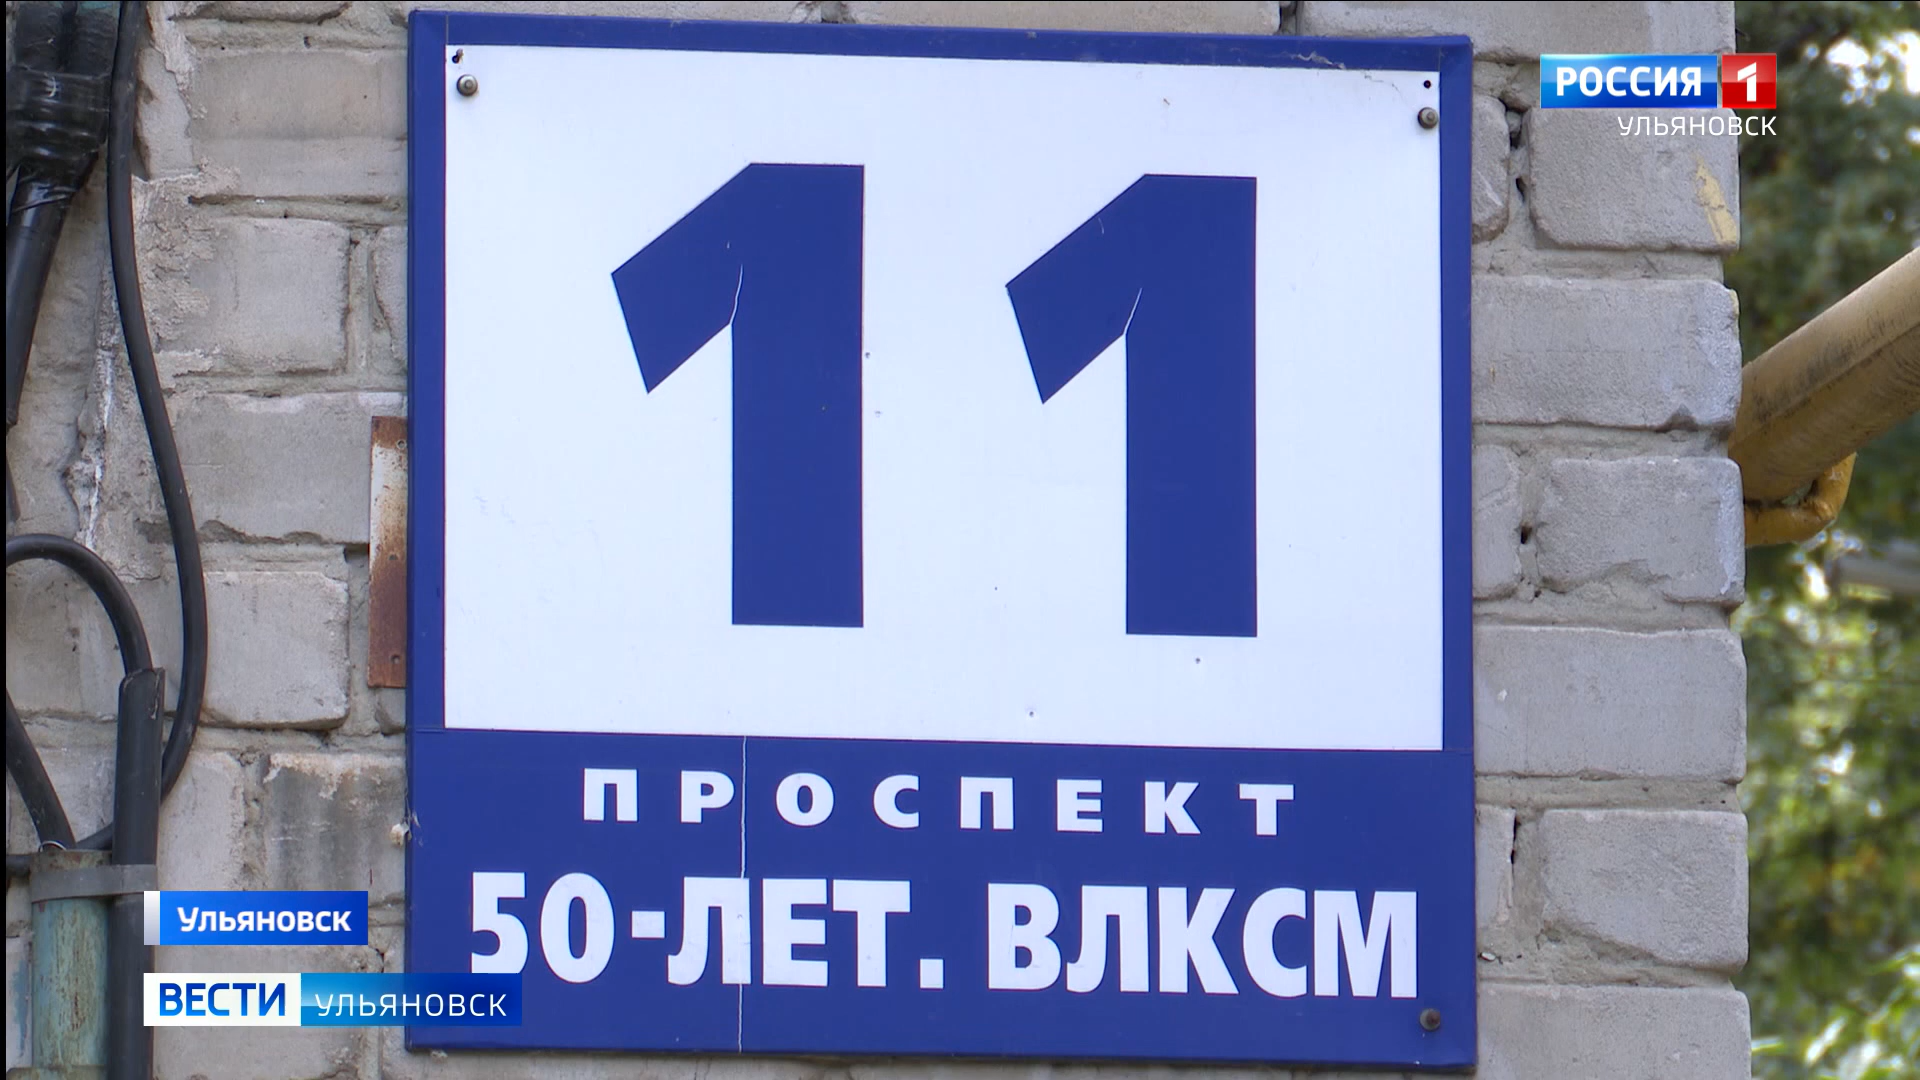 РОССИЯ 1
УЛЬЯНОВСК
11
ПРОСПЕКТ
50-ЛЕТ. ВЛКСМ
Ульяновск
ВЕСТИ УЛЬЯНОВСК